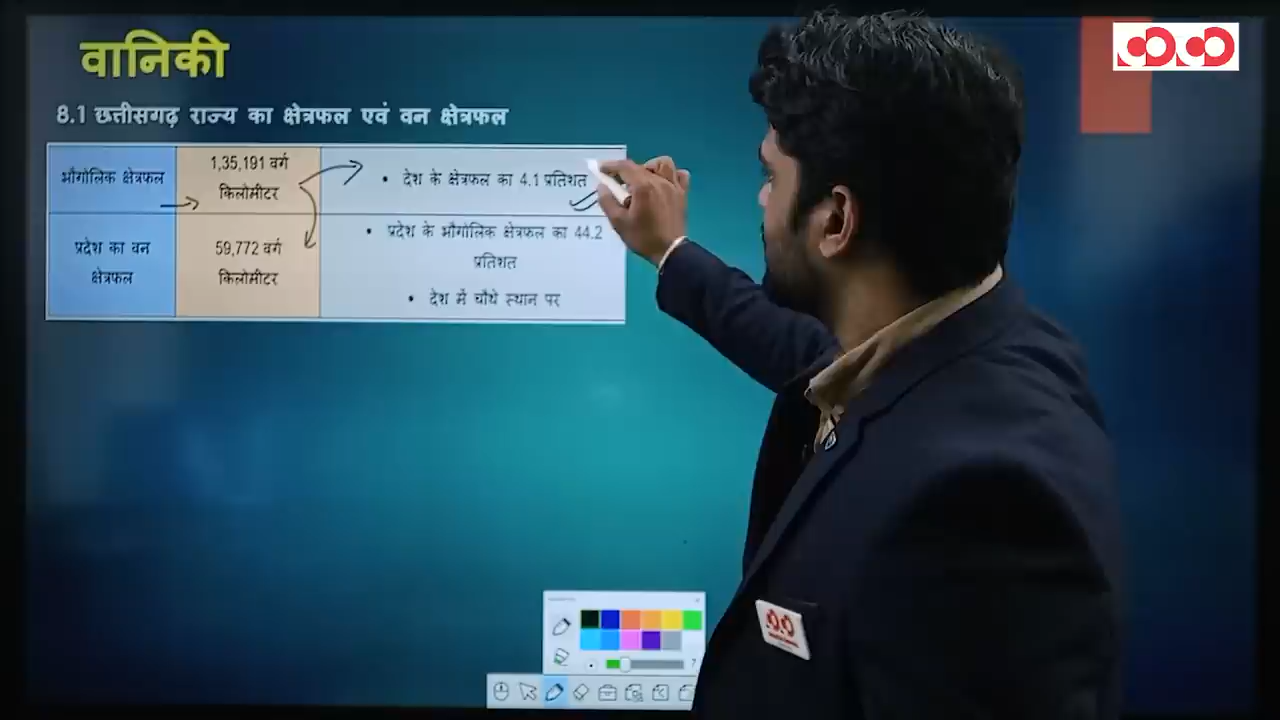 वानिकी
8.1 छत्तीसगढ़ राज्य का क्षेत्रफल एवं वन क्षेत्रफल
भौगोलिक क्षेत्रफल
1,35,191 वर्ग
किलोमीटर
• देश के क्षेत्रफल का 4.1 प्रतिशत
प्रदेश का वन
क्षेत्रफल
59,772 वर्ग
किलोमीटर
• प्रदेश के भौगोलिक क्षेत्रफल का 44.2
प्रतिशत
• देश में चौथे स्थान पर
7